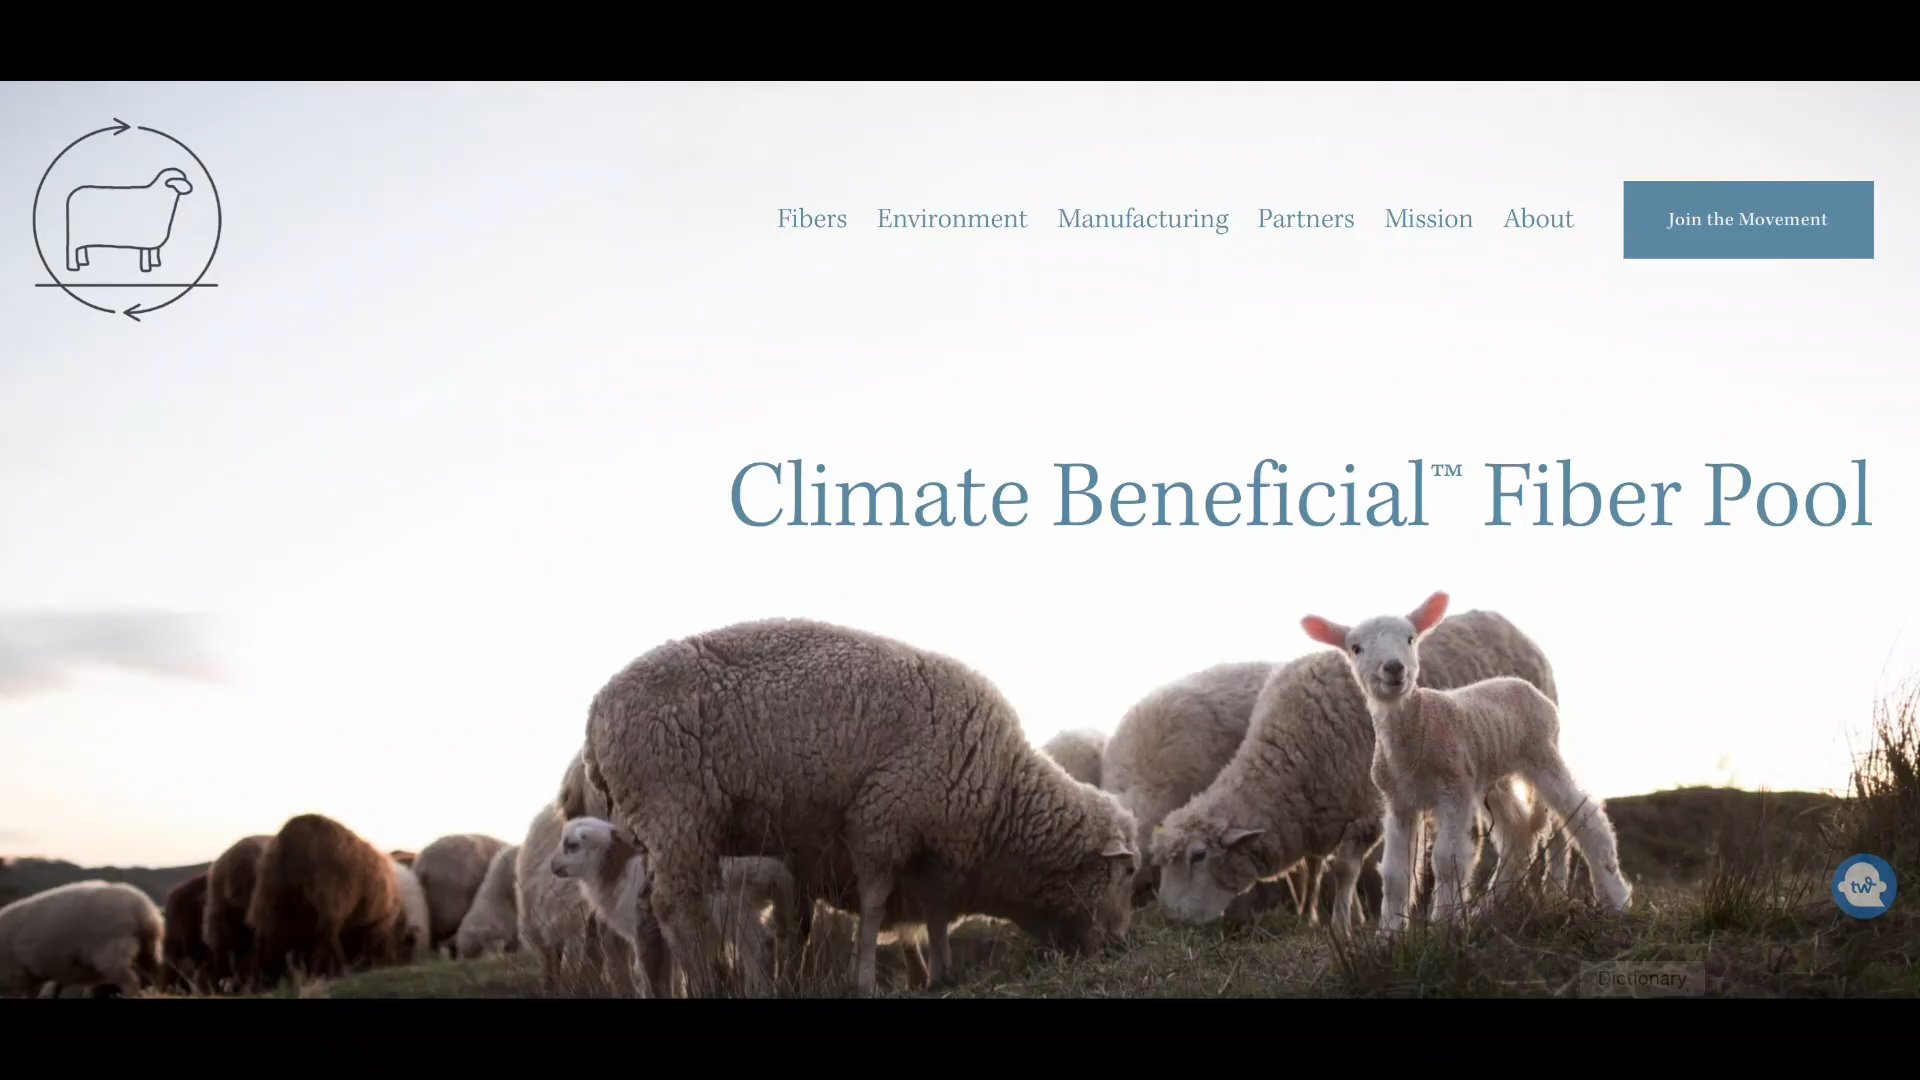 Fibers Environment Manufacturing Partners Mission About Join the Movement
Climate Beneficial™ Fiber Pool
tw
Dictionary